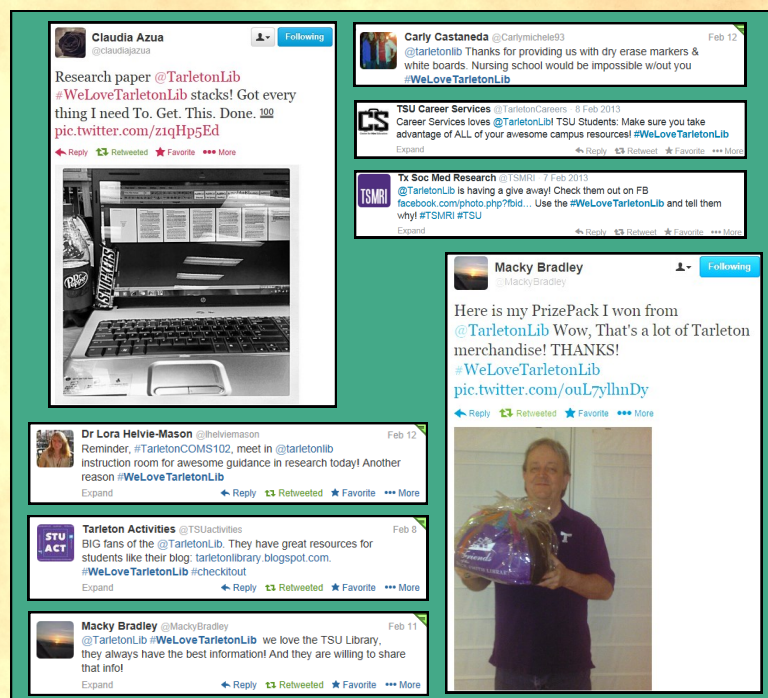 Claudia Azua
@claudiajazua
Following
Research paper @TarletonLib
#WeLoveTarletonLib stacks! Got every
thing I need To. Get. This. Done. 100
pic.twitter.com/z1qHp5Ed
Reply Retweeted Favorite More
Dr Pepper
SNICKERS
hp
Carly Castaneda @Carlymichele93 Feb 12
@tarletonlib Thanks for providing us with dry erase markers &
white boards. Nursing school would be impossible w/out you
#WeLoveTarletonLib
CS
TSU Career Services @TarletonCareers · 8 Feb 2013
Career Services loves @TarletonLib! TSU Students: Make sure you take
advantage of ALL of your awesome campus resources! #WeLoveTarletonLib
Expand Reply Retweet Favorite More
TSMRI
Tx Soc Med Research @TSMRI · 7 Feb 2013
@TarletonLib is having a give away! Check them out on FB
facebook.com/photo.php?fbid... Use the #WeLoveTarletonLib and tell them
why! #TSMRI #TSU
Expand Reply Retweet Favorite More
Macky Bradley
@MackyBradley
Following
Here is my PrizePack I won from
@TarletonLib Wow, That's a lot of Tarleton
merchandise! THANKS!
#WeLoveTarletonLib
pic.twitter.com/ouL7ylhnDy
Reply Retweeted Favorite More
Friends
T
Dr Lora Helvie-Mason @lhelviemason Feb 12
Reminder, #TarletonCOMS102, meet in @tarletonlib
instruction room for awesome guidance in research today! Another
reason #WeLoveTarletonLib
Expand Reply Retweeted Favorite More
STU
ACT
Tarleton Activities @TSUactivities Feb 8
BIG fans of the @TarletonLib. They have great resources for
students like their blog: tarletonlibrary.blogspot.com.
#WeLoveTarletonLib #checkitout
Expand Reply Retweeted Favorite More
Macky Bradley @MackyBradley Feb 11
@TarletonLib #WeLoveTarletonLib we love the TSU Library,
they always have the best information! And they are willing to share
that info!
Expand Reply Retweeted Favorite More